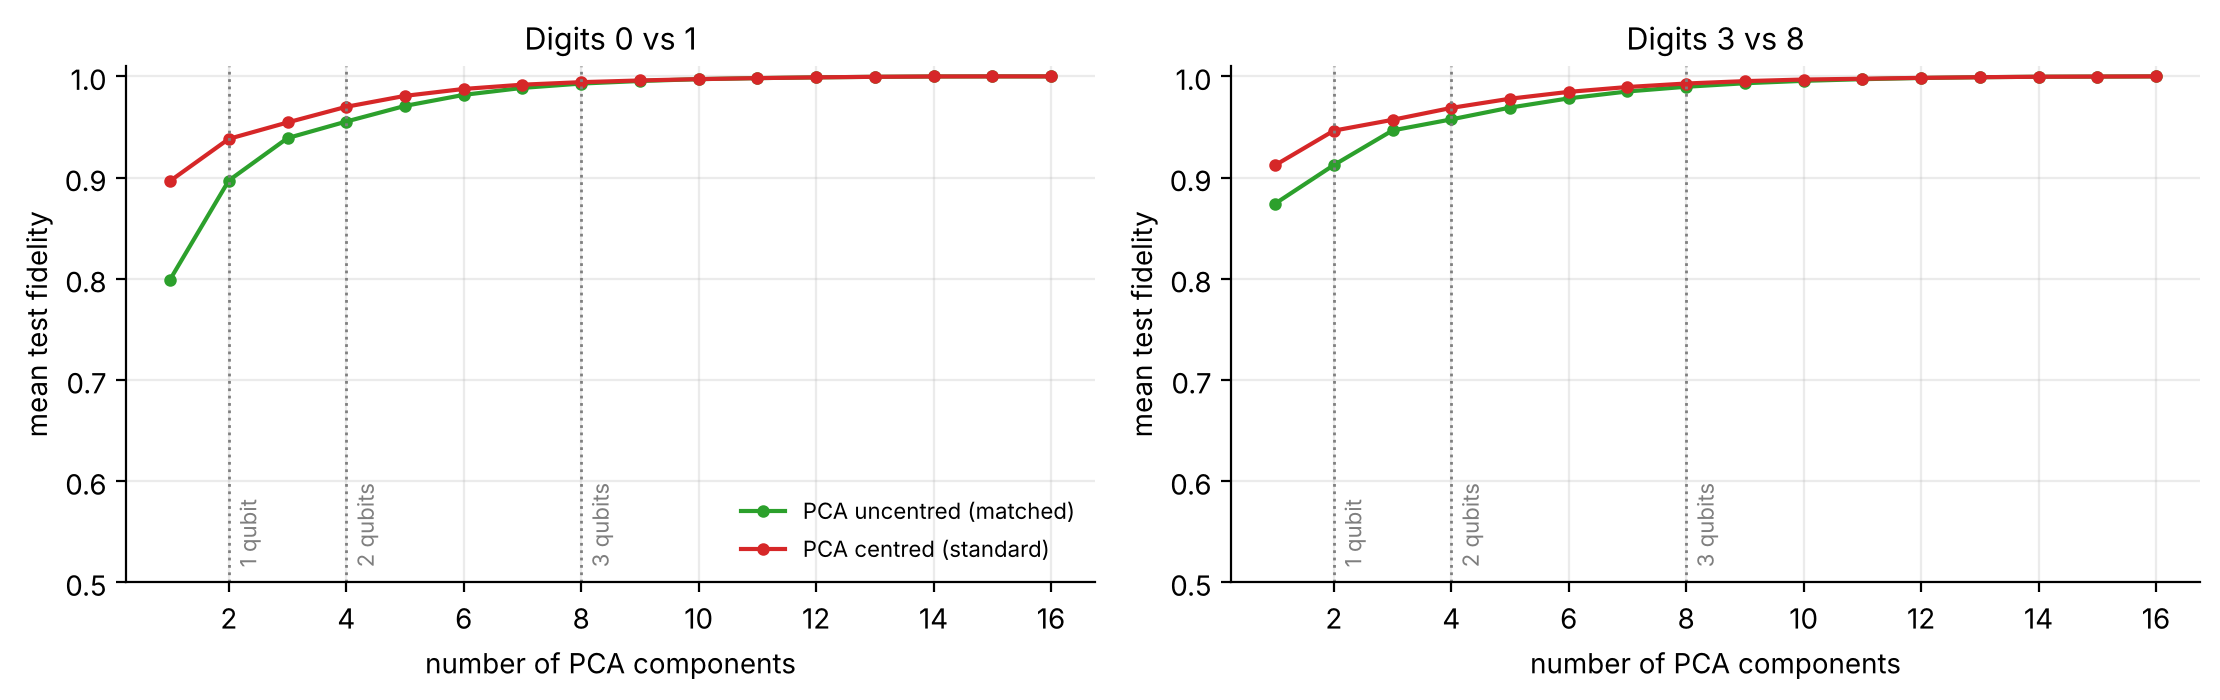 Digits 0 vs 1
mean test fidelity
1.0
0.9
0.8
0.7
0.6
0.5
1 qubit
2 qubits
3 qubits
PCA uncentred (matched)
PCA centred (standard)
2 4 6 8 10 12 14 16
number of PCA components
Digits 3 vs 8
mean test fidelity
1.0
0.9
0.8
0.7
0.6
0.5
1 qubit
2 qubits
3 qubits
2 4 6 8 10 12 14 16
number of PCA components